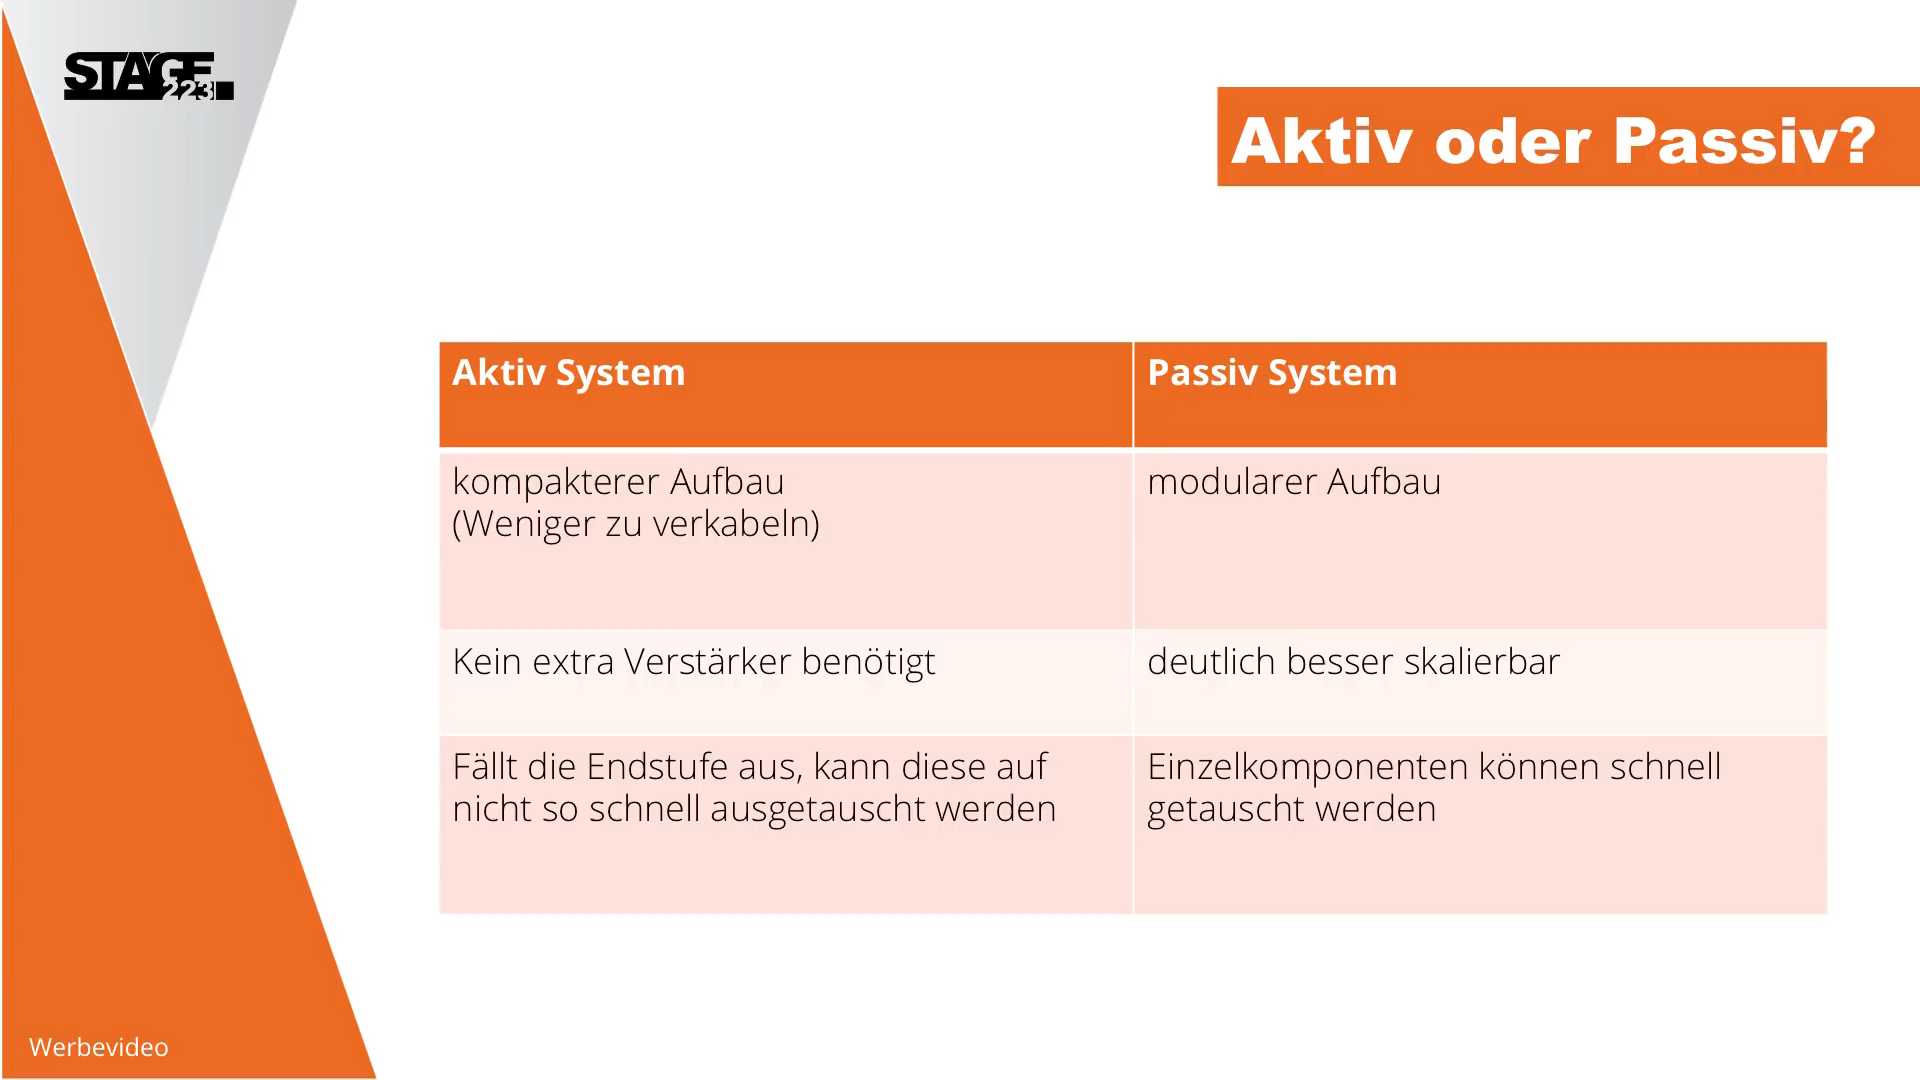 STAGE
223
Aktiv oder Passiv?
Aktiv System
Passiv System
kompakterer Aufbau
(Weniger zu verkabeln)
modularer Aufbau
Kein extra Verstärker benötigt
deutlich besser skalierbar
Fällt die Endstufe aus, kann diese auf
nicht so schnell ausgetauscht werden
Einzelkomponenten können schnell
getauscht werden
Werbevideo